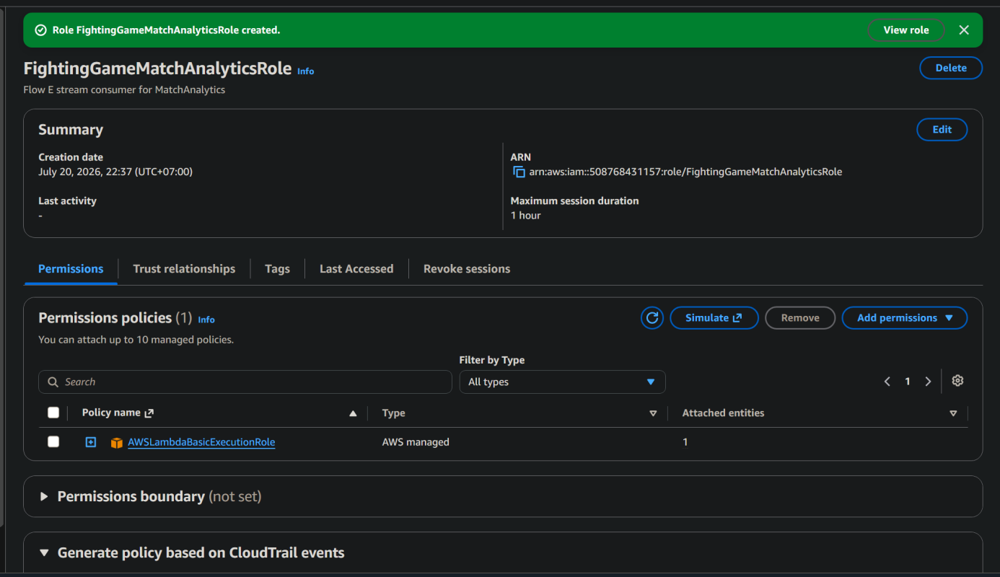 Role FightingGameMatchAnalyticsRole created.
View role
FightingGameMatchAnalyticsRole Info
Delete
Flow E stream consumer for MatchAnalytics
Summary
Edit
Creation date
July 20, 2026, 22:37 (UTC+07:00)
ARN
arn:aws:iam::508768431157:role/FightingGameMatchAnalyticsRole
Last activity
-
Maximum session duration
1 hour
Permissions
Trust relationships
Tags
Last Accessed
Revoke sessions
Permissions policies (1) Info
You can attach up to 10 managed policies.
Simulate
Remove
Add permissions
Filter by Type
Search
All types
1
Policy name
Type
Attached entities
AWSLambdaBasicExecutionRole
AWS managed
1
Permissions boundary (not set)
Generate policy based on CloudTrail events